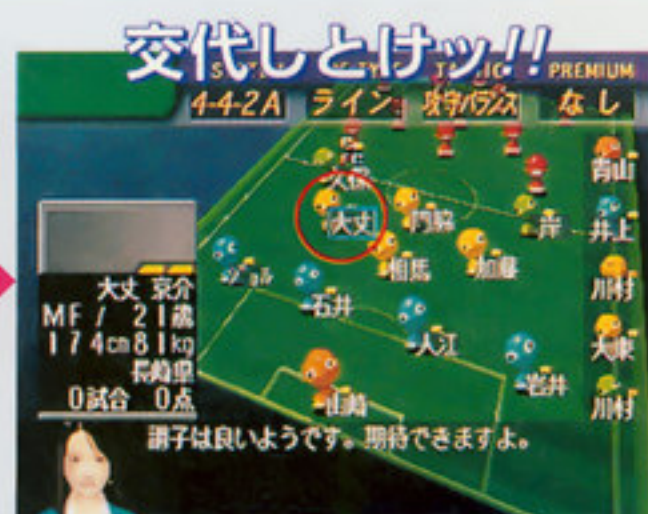 交代しとけッ!!
PREMIUM
4-4-2A ライン 攻守バランス なし
青山
大丈 門脇 岸 井上
相馬 加藤 川村
石井
人江 大東
岩井
山崎 川村
大丈 京介
MF / 21歳
174cm81kg
長崎県
0試合 0点
調子は良いようです。期待できますよ。